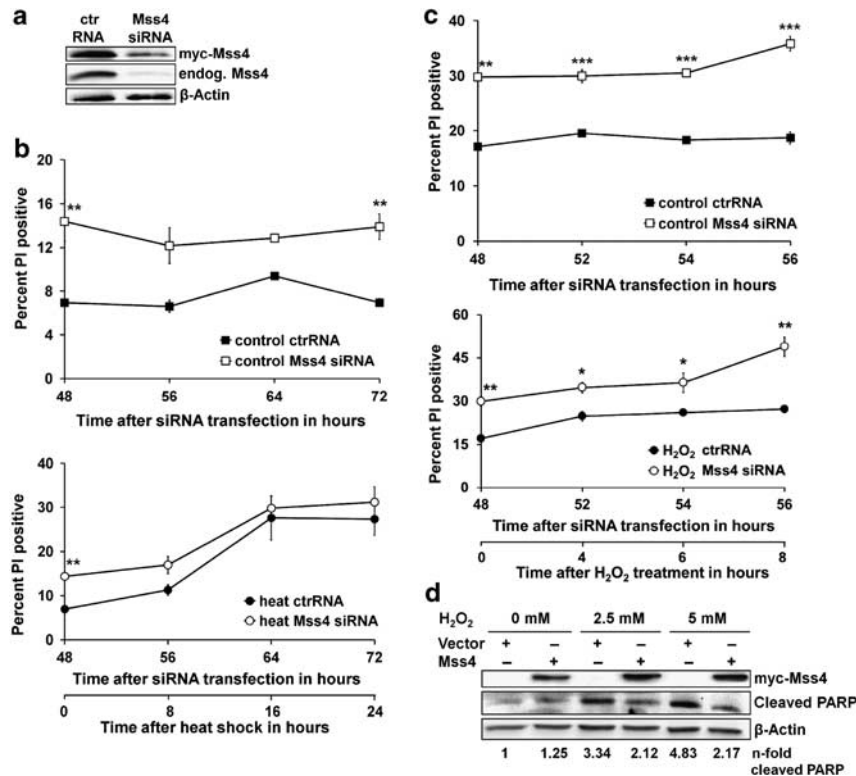 a
ctr RNA
Mss4 siRNA
myc-Mss4
endog. Mss4
β-Actin
b
Percent PI positive
20
16
12
8
4
0
**
**
control ctrRNA
control Mss4 siRNA
48 56 64 72
Time after siRNA transfection in hours
Percent PI positive
40
30
20
10
0
**
heat ctrRNA
heat Mss4 siRNA
48 56 64 72
Time after siRNA transfection in hours
0 8 16 24
Time after heat shock in hours
c
Percent PI positive
40
30
20
10
0
** *** *** ***
control ctrRNA
control Mss4 siRNA
48 52 54 56
Time after siRNA transfection in hours
Percent PI positive
60
45
30
15
0
** * * **
H₂O₂ ctrRNA
H₂O₂ Mss4 siRNA
48 52 54 56
Time after siRNA transfection in hours
0 4 6 8
Time after H₂O₂ treatment in hours
d
H₂O₂ 0 mM 2.5 mM 5 mM
Vector + – + – + –
Mss4 – + – + – +
myc-Mss4
Cleaved PARP
β-Actin
1 1.25 3.34 2.12 4.83 2.17 n-fold
cleaved PARP